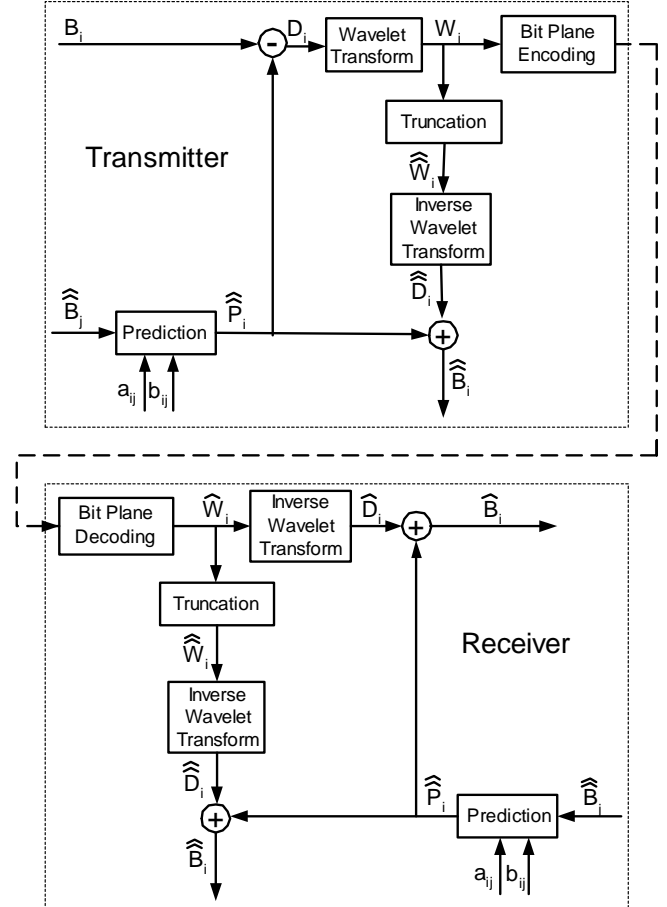 B_i
-
D_i
Wavelet
Transform
W_i
Bit Plane
Encoding
Truncation
Transmitter
Ŵ̂_i
Inverse
Wavelet
Transform
D̂̂_i
B̂̂_j
Prediction
P̂̂_i
+
a_ij b_ij
B̂̂_i
Bit Plane
Decoding
Ŵ_i
Inverse
Wavelet
Transform
D̂_i
+
B̂_i
Truncation
Receiver
Ŵ̂_i
Inverse
Wavelet
Transform
D̂̂_i
+
P̂̂_i
Prediction
B̂̂_j
B̂̂_i
a_ij b_ij